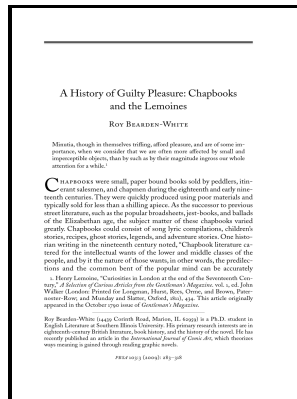 A History of Guilty Pleasure: Chapbooks
and the Lemoines
Roy Bearden-White
Minutia, though in themselves trifling, afford pleasure, and are of some im-
portance, when we consider that we are often more affected by small and
imperceptible objects, than by such as by their magnitude ingross our whole
attention for a while.¹
Chapbooks were small, paper bound books sold by peddlers, itin-
erant salesmen, and chapmen during the eighteenth and early nine-
teenth centuries. They were quickly produced using poor materials and
typically sold for less than a shilling apiece. As the successor to previous
street literature, such as the popular broadsheets, jest-books, and ballads
of the Elizabethan age, the subject matter of these chapbooks varied
greatly. Chapbooks could consist of song lyric compilations, children's
stories, recipes, ghost stories, legends, and adventure stories. One histo-
rian writing in the nineteenth century noted, "Chapbook literature ca-
tered for the intellectual wants of the lower and middle classes of the
people, and by it the nature of those wants, in other words, the predilec-
tions and the common bent of the popular mind can be accurately
1. Henry Lemoine, "Curiosities in London at the end of the Seventeenth Cen-
tury," A Selection of Curious Articles from the Gentleman's Magazine. vol. 1, ed. John
Walker (London: Printed for Longman, Hurst, Rees, Orme, and Brown, Pater-
noster-Row; and Munday and Slatter, Oxford, 1811), 434. This article originally
appeared in the October 1790 issue of Gentleman's Magazine.
Roy Bearden-White (14439 Corinth Road, Marion, IL 62959) is a Ph.D. student in
English Literature at Southern Illinois University. His primary research interests are in
eighteenth-century British literature, book history, and the history of the novel. He has
recently published an article in the International Journal of Comic Art, which theorizes
ways meaning is gained through reading graphic novels.
PBSA 103:3 (2009): 283–318